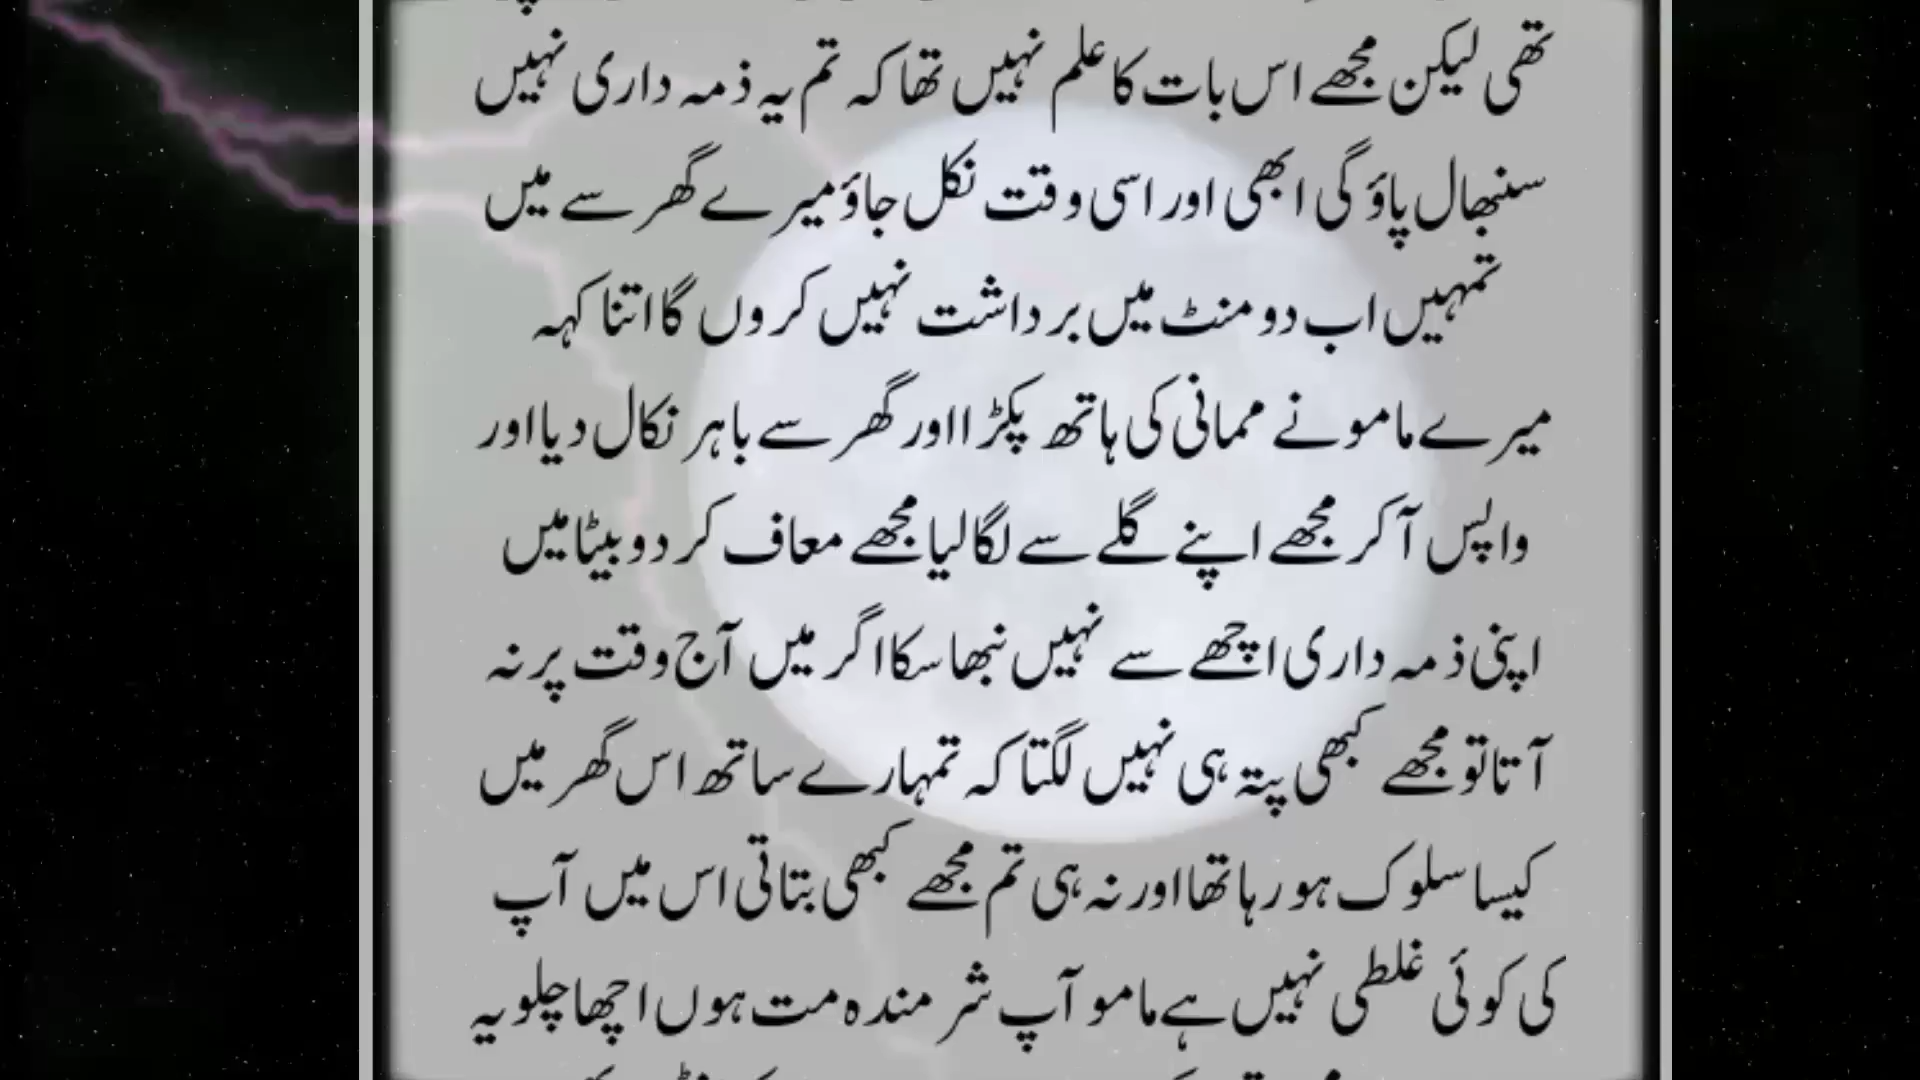 تھی لیکن مجھے اس بات کا علم نہیں تھا کہ تم یہ ذمہ داری نہیں
سنبھال پاؤ گی ابھی اور اسی وقت نکل جاؤ میرے گھر سے میں
تمہیں اب دو منٹ میں برداشت نہیں کروں گا اتنا کہہ
میرے مامو نے ممانی کی ہاتھ پکڑا اور گھر سے باہر نکال دیا اور
واپس آکر مجھے اپنے گلے سے لگا لیا مجھے معاف کر دو بیٹا میں
اپنی ذمہ داری اچھے سے نہیں نبھا سکا اگر میں آج وقت پر نہ
آتا تو مجھے کبھی پتہ ہی نہیں لگتا کہ تمہارے ساتھ اس گھر میں
کیسا سلوک ہو رہا تھا اور نہ ہی تم مجھے کبھی بتاتی اس میں آپ
کی کوئی غلطی نہیں ہے مامو آپ شرمندہ مت ہوں اچھا چلو یہ